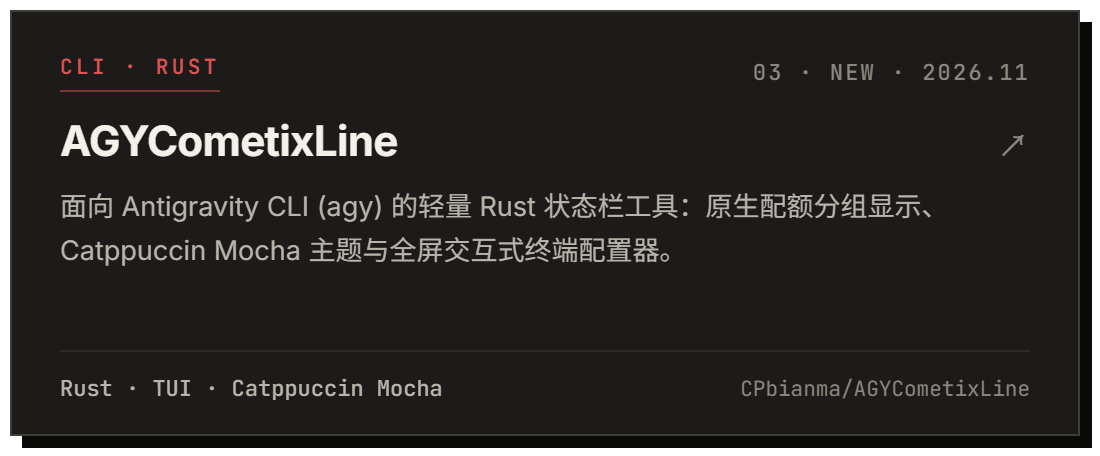 CLI · RUST
03 · NEW · 2026.11
AGYCometixLine
↗
面向 Antigravity CLI (agy) 的轻量 Rust 状态栏工具：原生配额分组显示、
Catppuccin Mocha 主题与全屏交互式终端配置器。
Rust · TUI · Catppuccin Mocha
CPbianma/AGYCometixLine